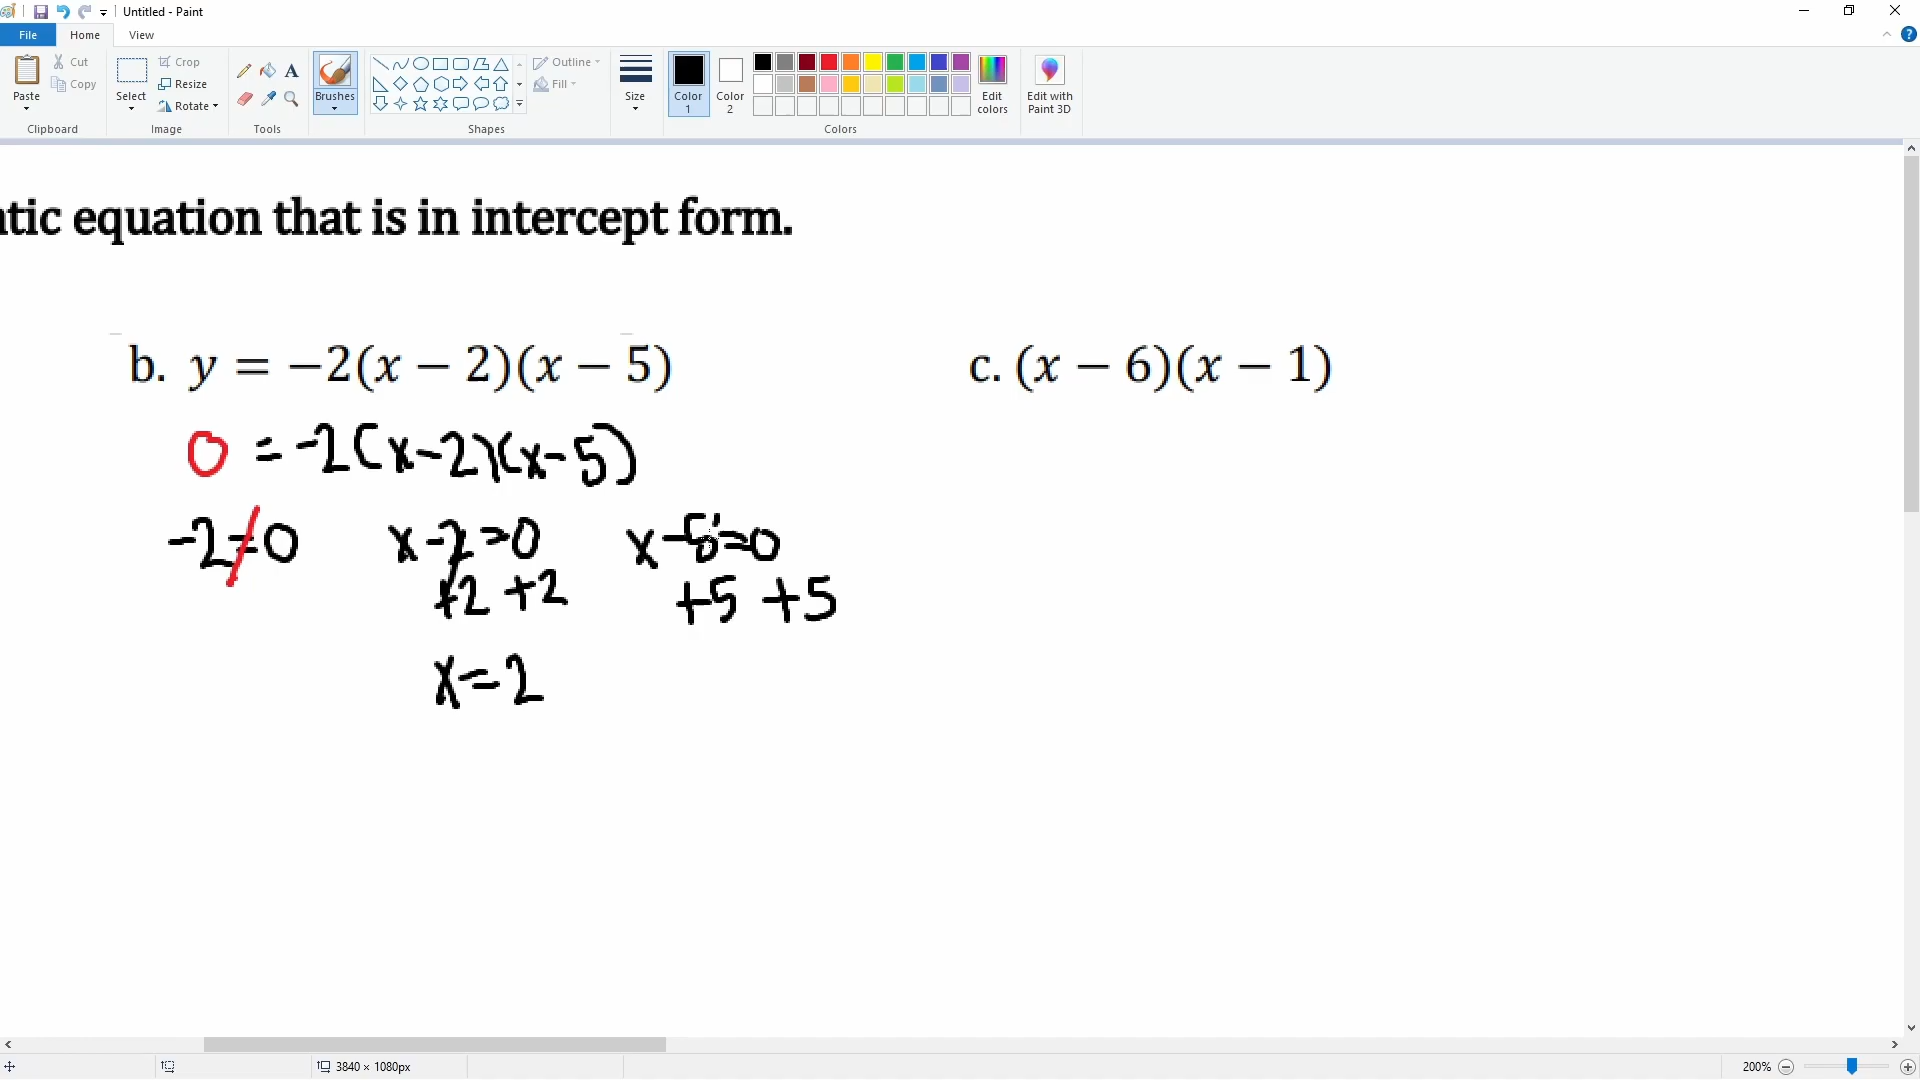 Untitled - Paint
File Home View
Paste
Cut
Copy
Clipboard
Select
Crop
Resize
Rotate
Image
Tools
Brushes
Shapes
Outline
Fill
Size
Color 1
Color 2
Colors
Edit colors
Edit with Paint 3D
tic equation that is in intercept form.
b. y = −2(x − 2)(x − 5)
c. (x − 6)(x − 1)
0 = -2(x-2)(x-5)
-2=0 x-2=0 x-5=0
+2 +2 +5 +5
x=2
3840 × 1080px
200%